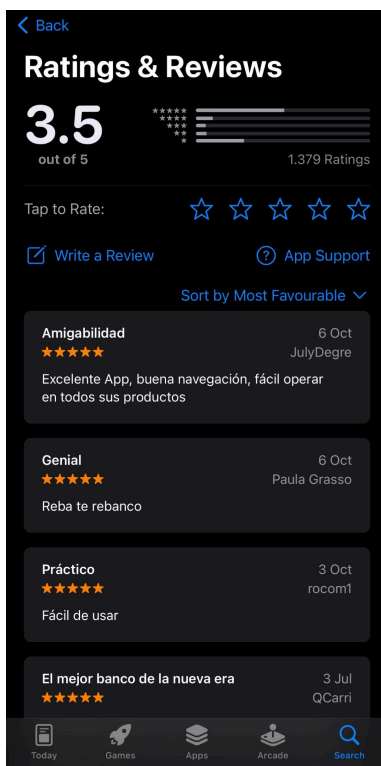 Back
Ratings & Reviews
3.5
out of 5
1.379 Ratings
Tap to Rate:
Write a Review
? App Support
Sort by Most Favourable
Amigabilidad
6 Oct
JulyDegre
Excelente App, buena navegación, fácil operar
en todos sus productos
Genial
6 Oct
Paula Grasso
Reba te rebanco
Práctico
3 Oct
rocom1
Fácil de usar
El mejor banco de la nueva era
3 Jul
QCarri
Today
Games
Apps
Arcade
Search